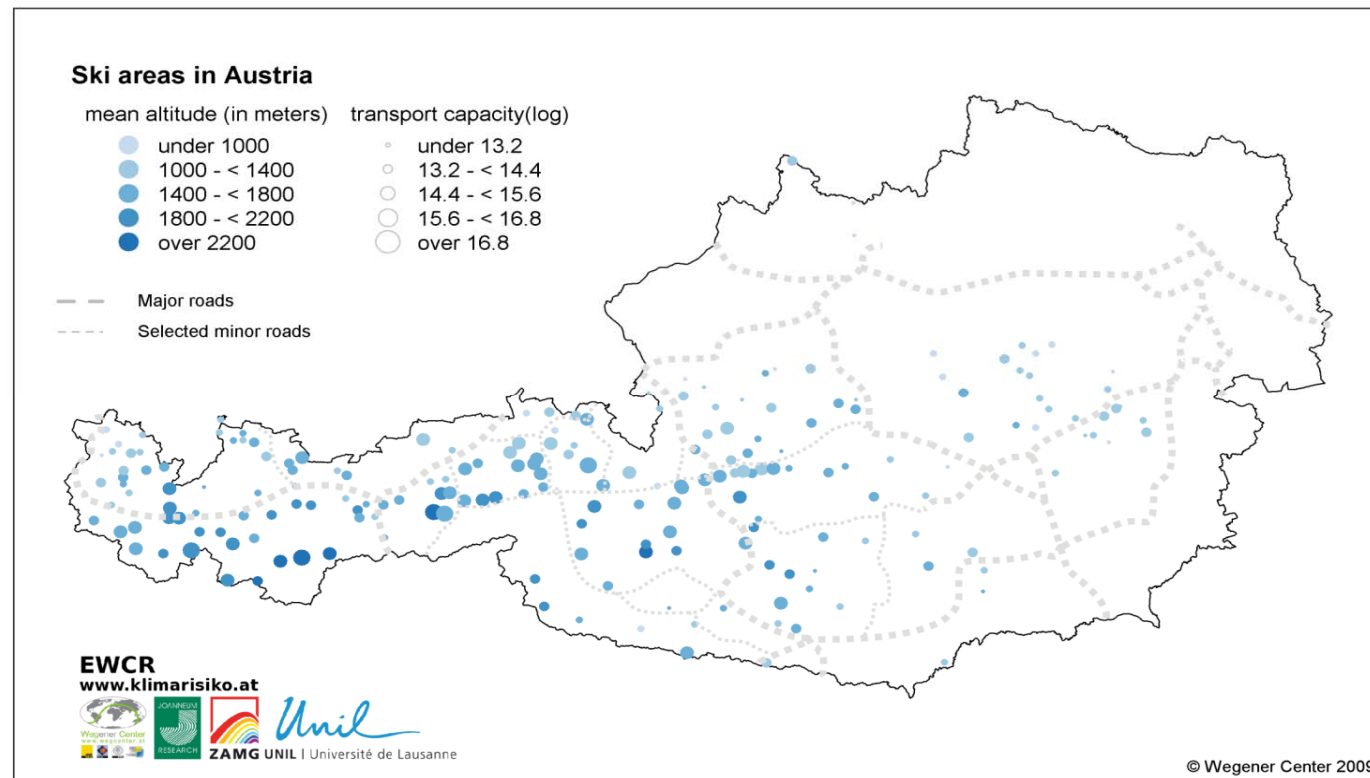 Ski areas in Austria
mean altitude (in meters) transport capacity(log)
under 1000 under 13.2
1000 - < 1400 13.2 - < 14.4
1400 - < 1800 14.4 - < 15.6
1800 - < 2200 15.6 - < 16.8
over 2200 over 16.8
Major roads
Selected minor roads
EWCR
www.klimarisiko.at
Wegener Center
www.wegcenter.at
JOANNEUM
RESEARCH
ZAMG
Unil
UNIL | Université de Lausanne
© Wegener Center 2009